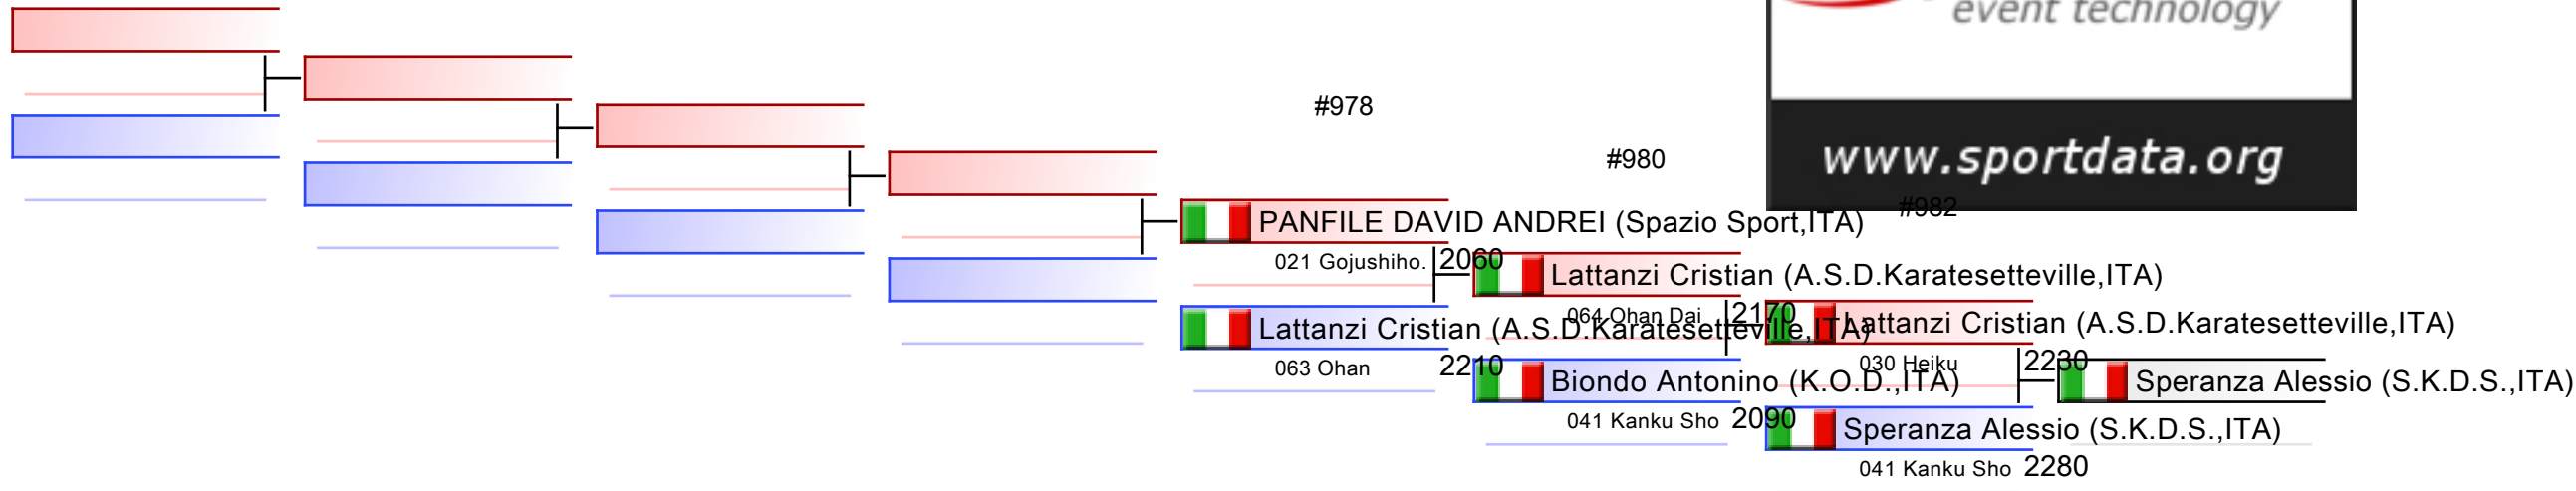 event technology
www.sportdata.org
#978
#980
#982
PANFILE DAVID ANDREI (Spazio Sport,ITA)
021 Gojushiho. 2060
Lattanzi Cristian (A.S.D.Karatesetteville,ITA)
063 Ohan 2210
Lattanzi Cristian (A.S.D.Karatesetteville,ITA)
064 Ohan Dai 2170
Biondo Antonino (K.O.D.,ITA)
041 Kanku Sho 2090
Lattanzi Cristian (A.S.D.Karatesetteville,ITA)
030 Heiku 2230
Speranza Alessio (S.K.D.S.,ITA)
041 Kanku Sho 2280
Speranza Alessio (S.K.D.S.,ITA)